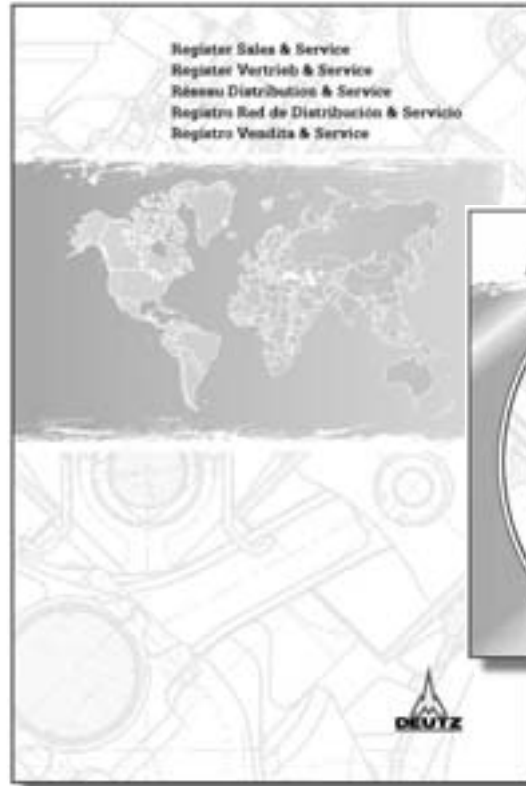 Register Sales & Service
Register Vertrieb & Service
Réseau Distribution & Service
Registro Red de Distribución & Servicio
Registro Vendita & Service
DEUTZ